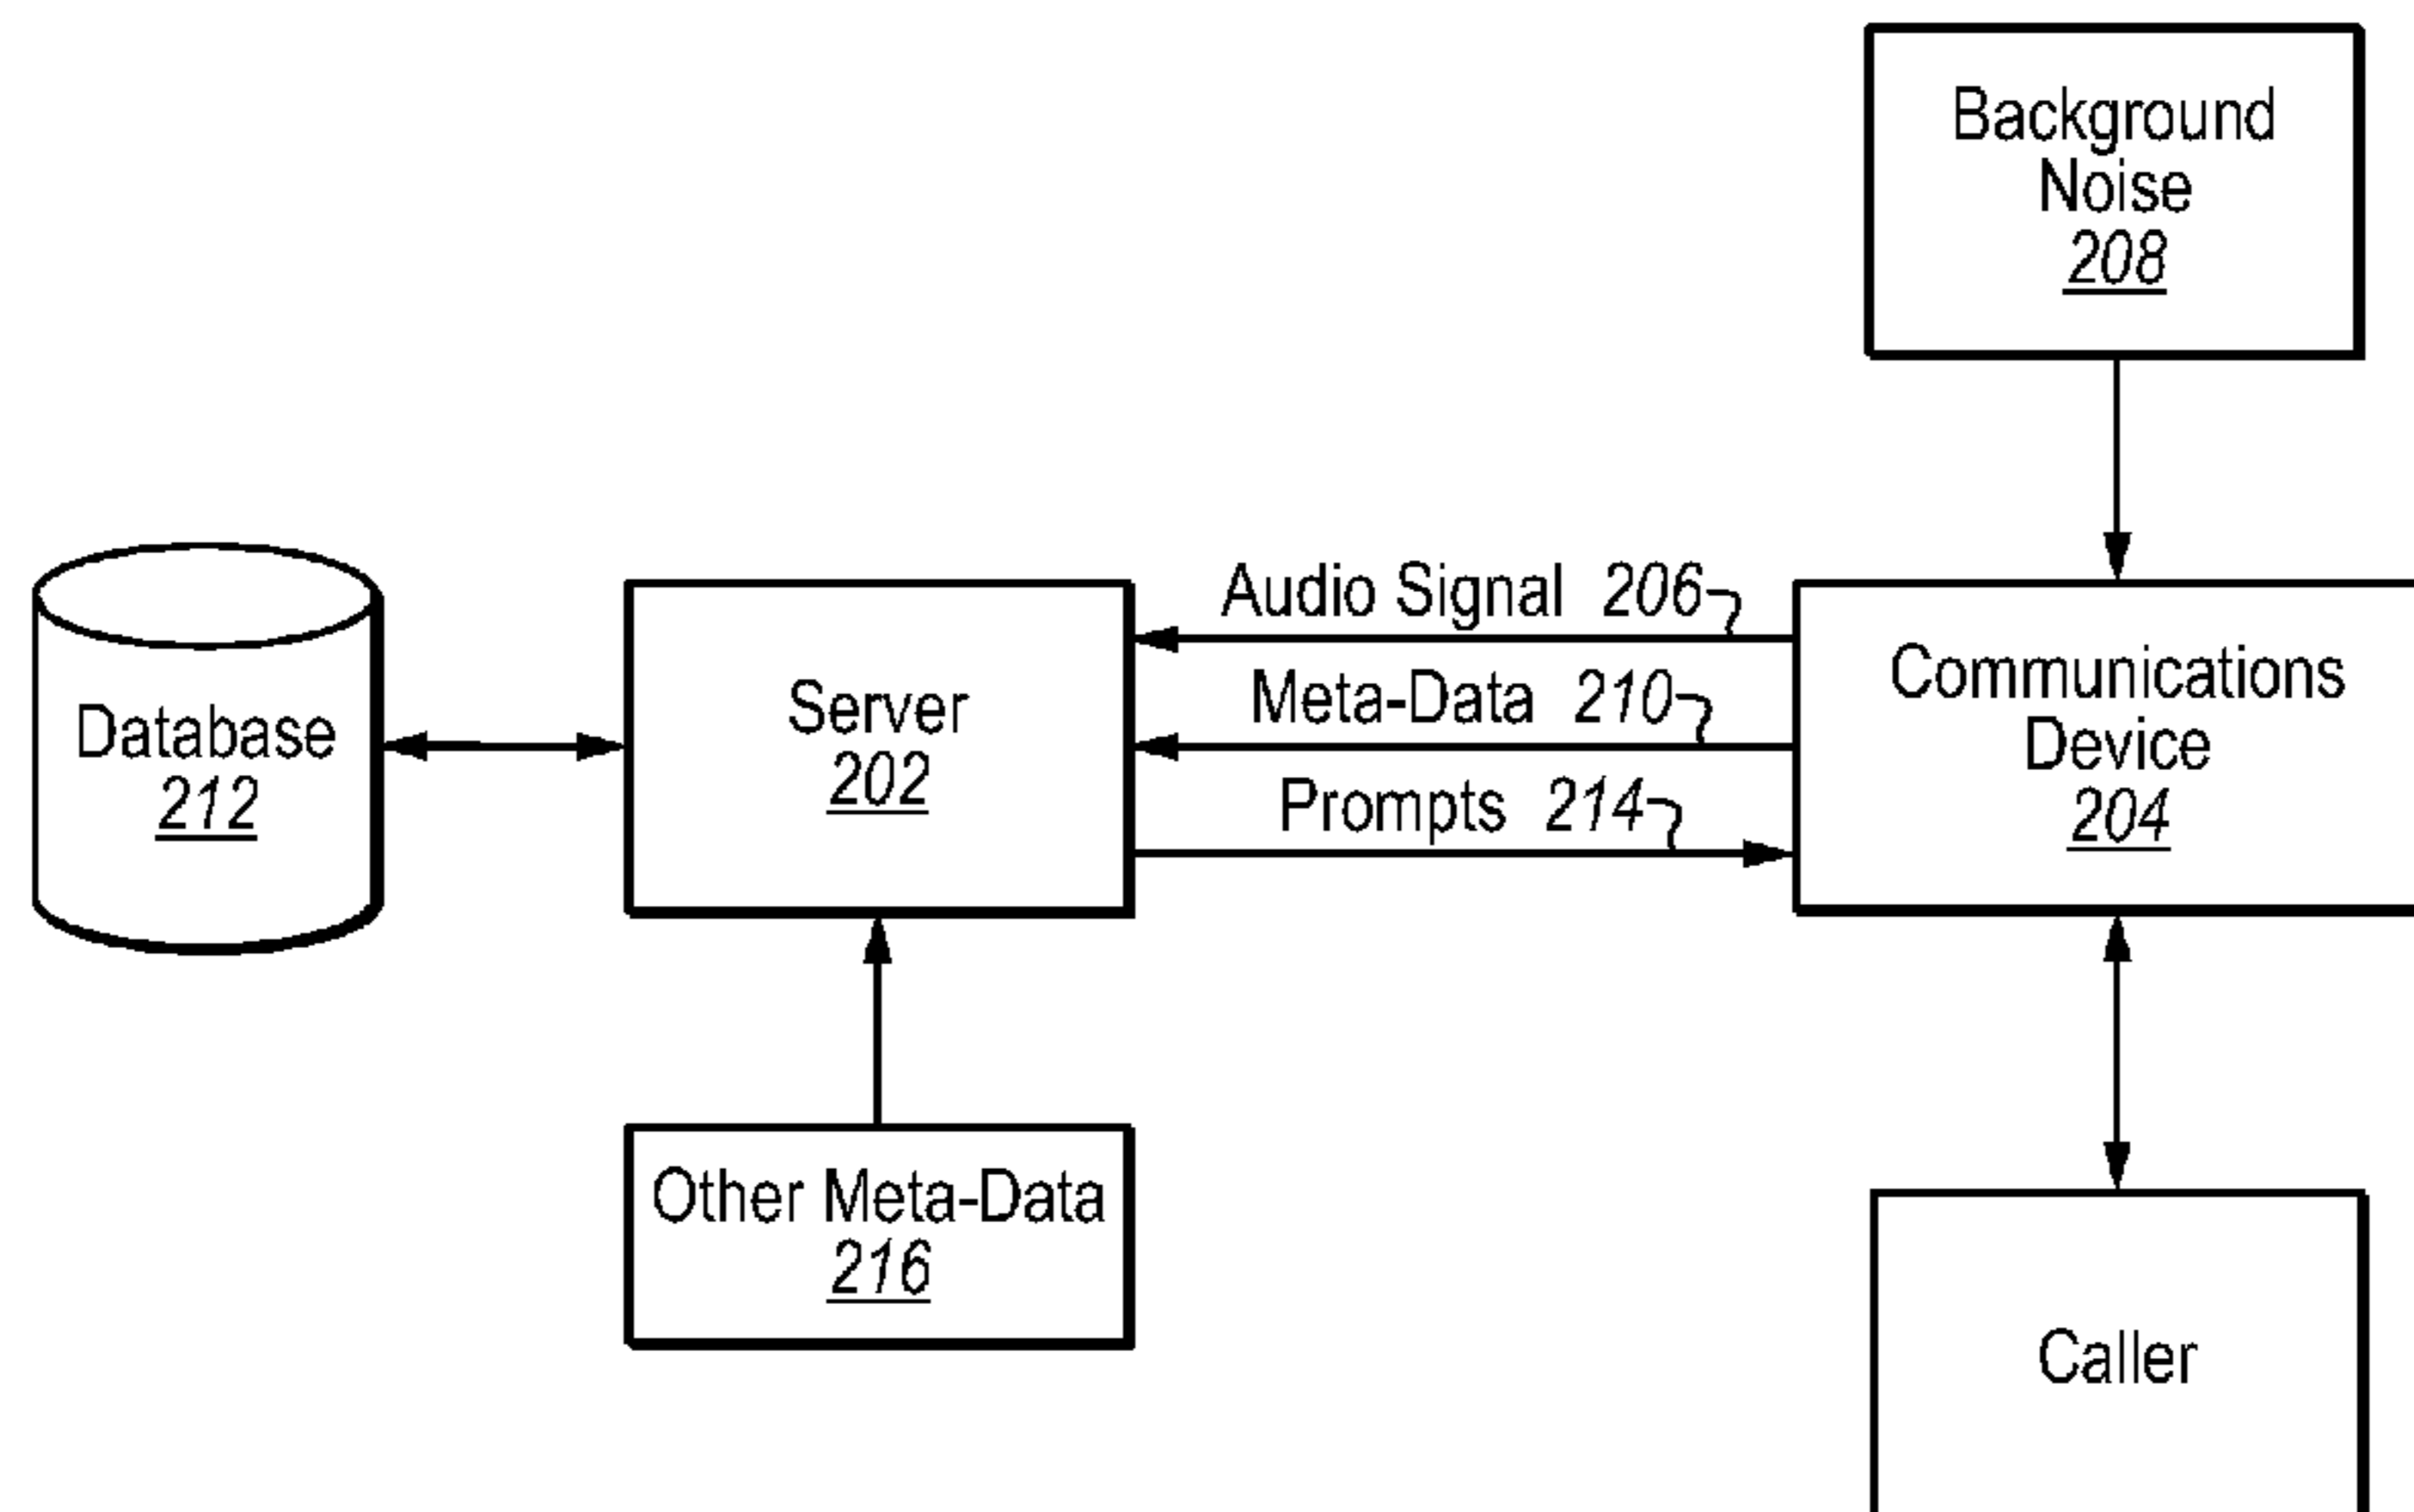 Background
Noise
208
Audio Signal 206
Meta-Data 210
Prompts 214
Communications
Device
204
Server
202
Database
212
Other Meta-Data
216
Caller